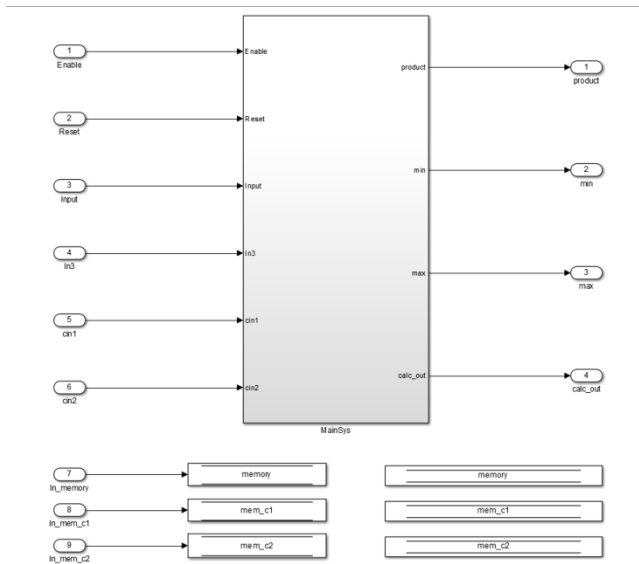 1
Enable
Enable
product
1
product
2
Reset
Reset
3
Input
Input
min
2
min
4
In3
In3
max
3
max
5
cin1
cin1
6
cin2
cin2
calc_out
4
calc_out
MainSys
7
In_memory
memory
memory
8
In_mem_c1
mem_c1
mem_c1
9
In_mem_c2
mem_c2
mem_c2